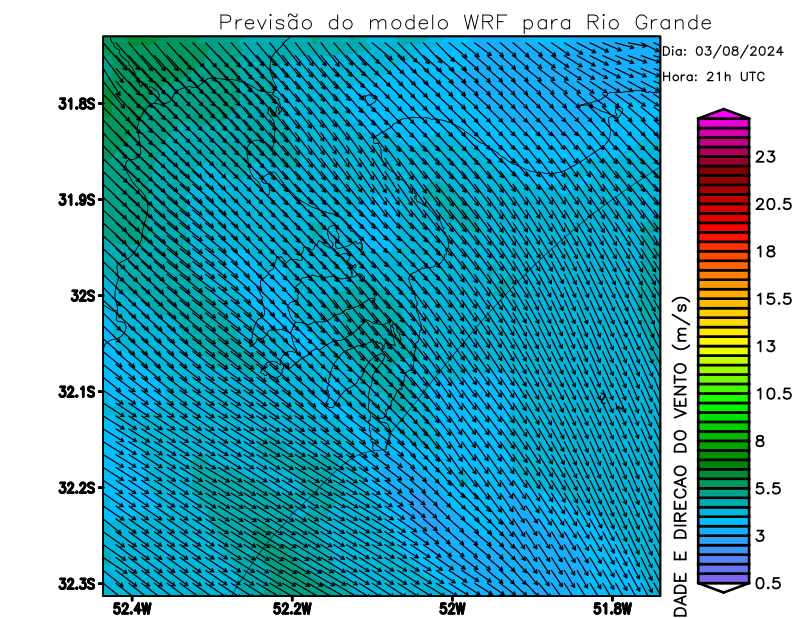 Previsão do modelo WRF para Rio Grande
Dia: 03/08/2024
Hora: 21h UTC
31.8S
31.9S
32S
32.1S
32.2S
32.3S
52.4W
52.2W
52W
51.8W
23
20.5
18
15.5
13
10.5
8
5.5
3
0.5
DADE E DIRECAO DO VENTO (m/s)